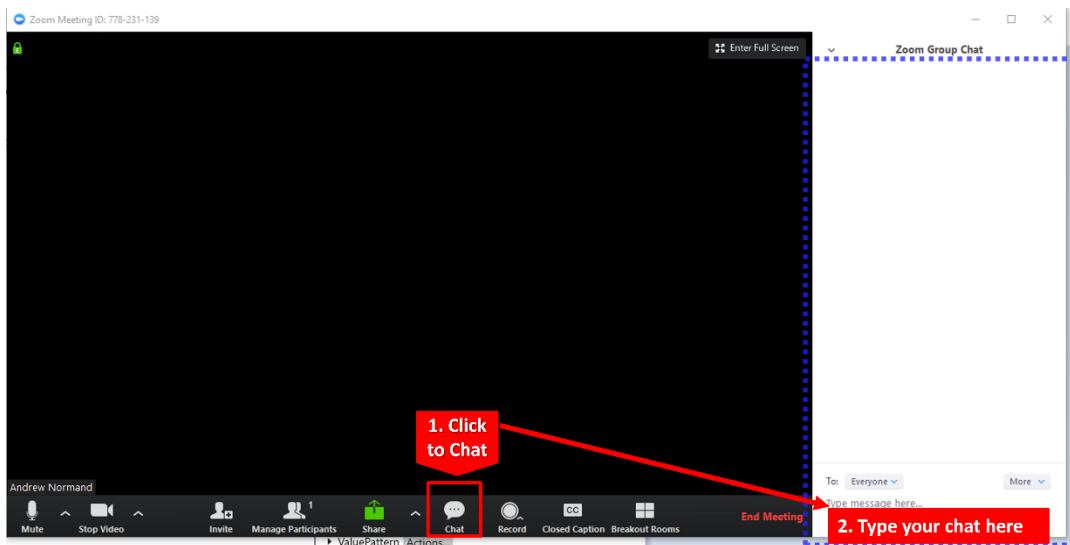 Zoom Meeting ID: 778-231-139
Enter Full Screen
Zoom Group Chat
1. Click
to Chat
Andrew Normand
To: Everyone
More
Type message here...
1
Mute
Stop Video
Invite
Manage Participants
Share
Chat
Record
CC
Closed Caption
Breakout Rooms
End Meeting
2. Type your chat here
ValuePattern Actions